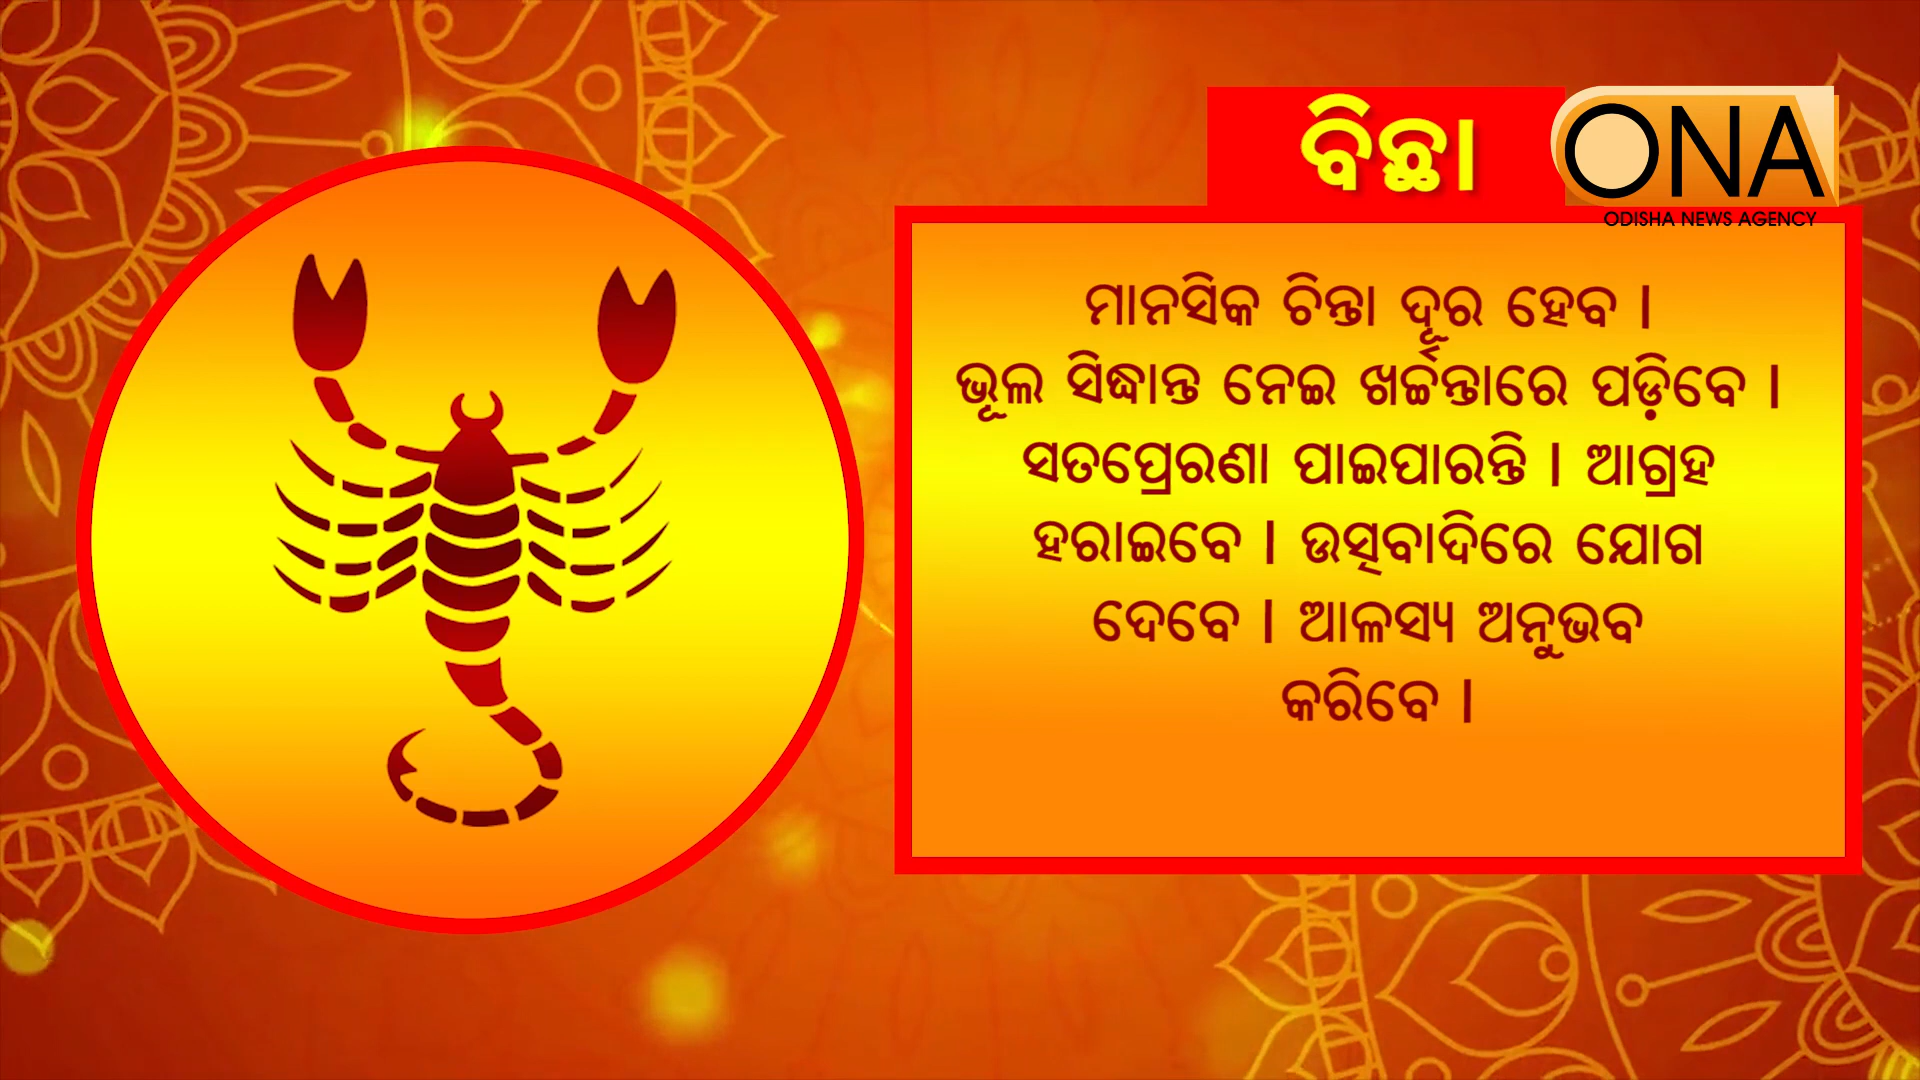 ବିଛା
ONA
ODISHA NEWS AGENCY
ମାନସିକ ଚିନ୍ତା ଦୂର ହେବ ।
ଭୂଲ ସିଦ୍ଧାନ୍ତ ନେଇ ଖର୍ଚ୍ଚାନ୍ତରେ ପଡ଼ିବେ ।
ସତପ୍ରେରଣା ପାଇପାରନ୍ତି । ଆଗ୍ରହ
ହରାଇବେ । ଉତ୍ସବାଦିରେ ଯୋଗ
ଦେବେ । ଆଳସ୍ୟ ଅନୁଭବ
କରିବେ ।